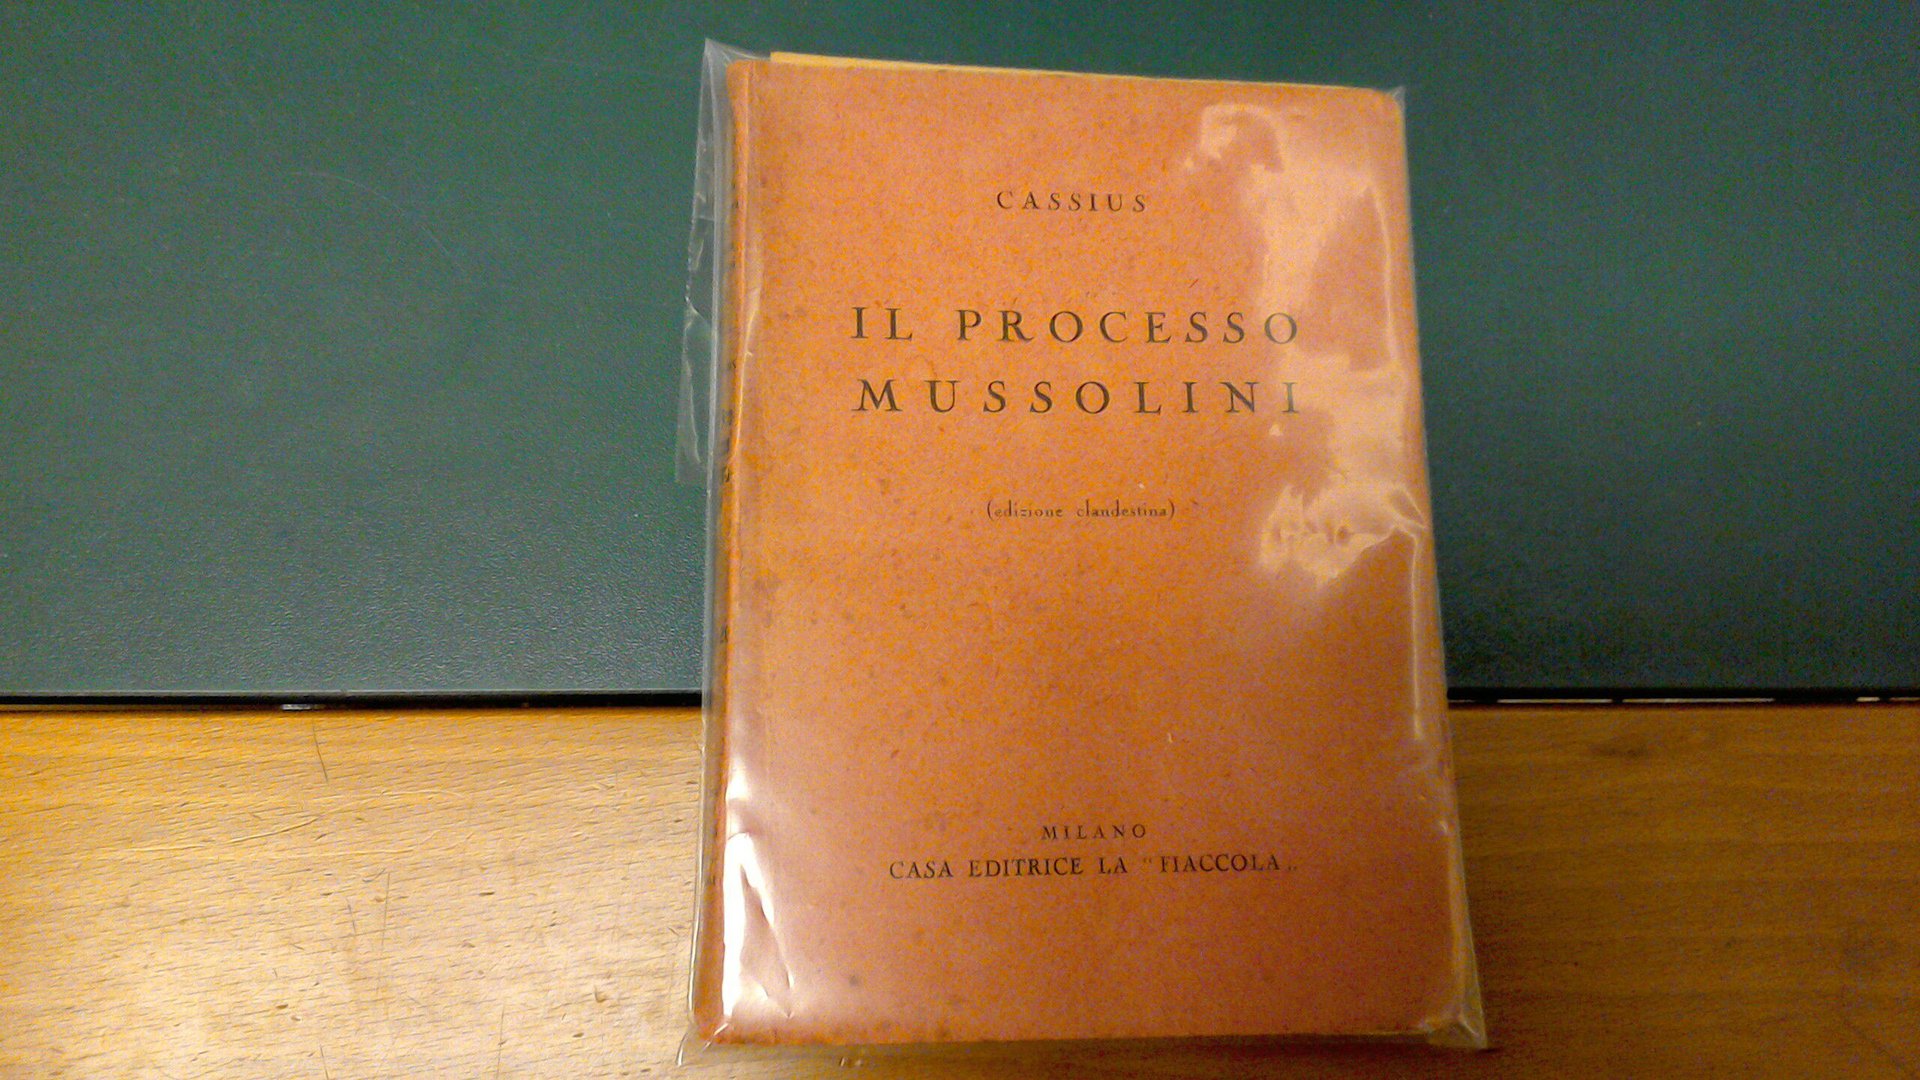 CASSIUS
IL PROCESSO
MUSSOLINI
(edizione clandestina)
MILANO
CASA EDITRICE LA "FIACCOLA„